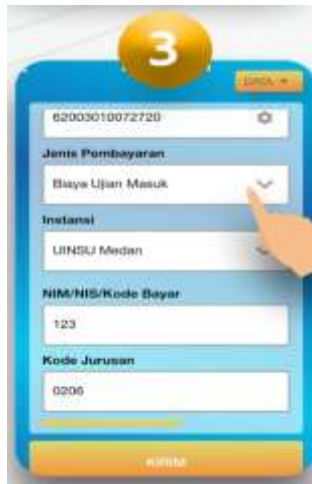 3
DATA
62003010072720
Jenis Pembayaran
Biaya Ujian Masuk
Instansi
UINSU Medan
NIM/NIS/Kode Bayar
123
Kode Jurusan
0206
KIRIM